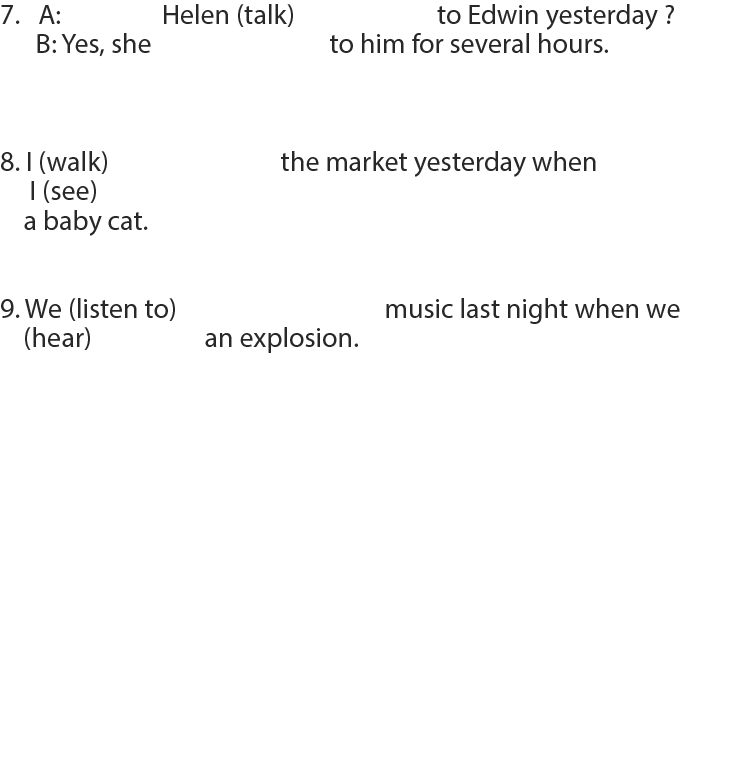 7. A: Helen (talk) to Edwin yesterday ?
B: Yes, she to him for several hours.
8. I (walk) the market yesterday when
I (see)
a baby cat.
9. We (listen to) music last night when we
(hear) an explosion.